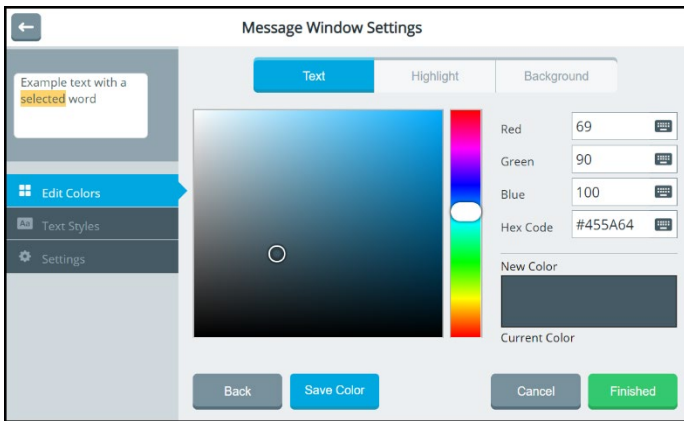 Message Window Settings
Example text with a
selected word
Edit Colors
Aa Text Styles
Settings
Text Highlight Background
Red 69
Green 90
Blue 100
Hex Code #455A64
New Color
Current Color
Back Save Color Cancel Finished